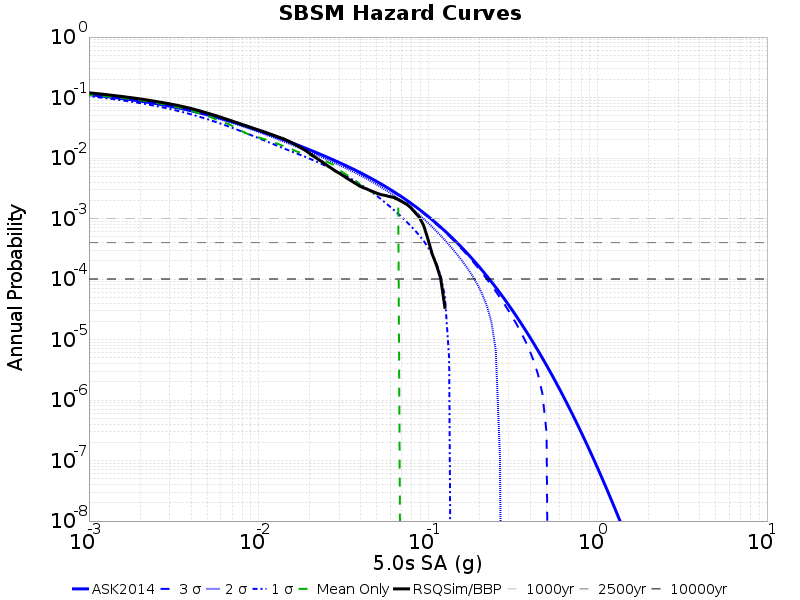 SBSM Hazard Curves
Annual Probability
10^0
10^-1
10^-2
10^-3
10^-4
10^-5
10^-6
10^-7
10^-8
10^-3 10^-2 10^-1 10^0 10^1
5.0s SA (g)
ASK2014 3 σ 2 σ 1 σ Mean Only RSQSim/BBP 1000yr 2500yr 10000yr